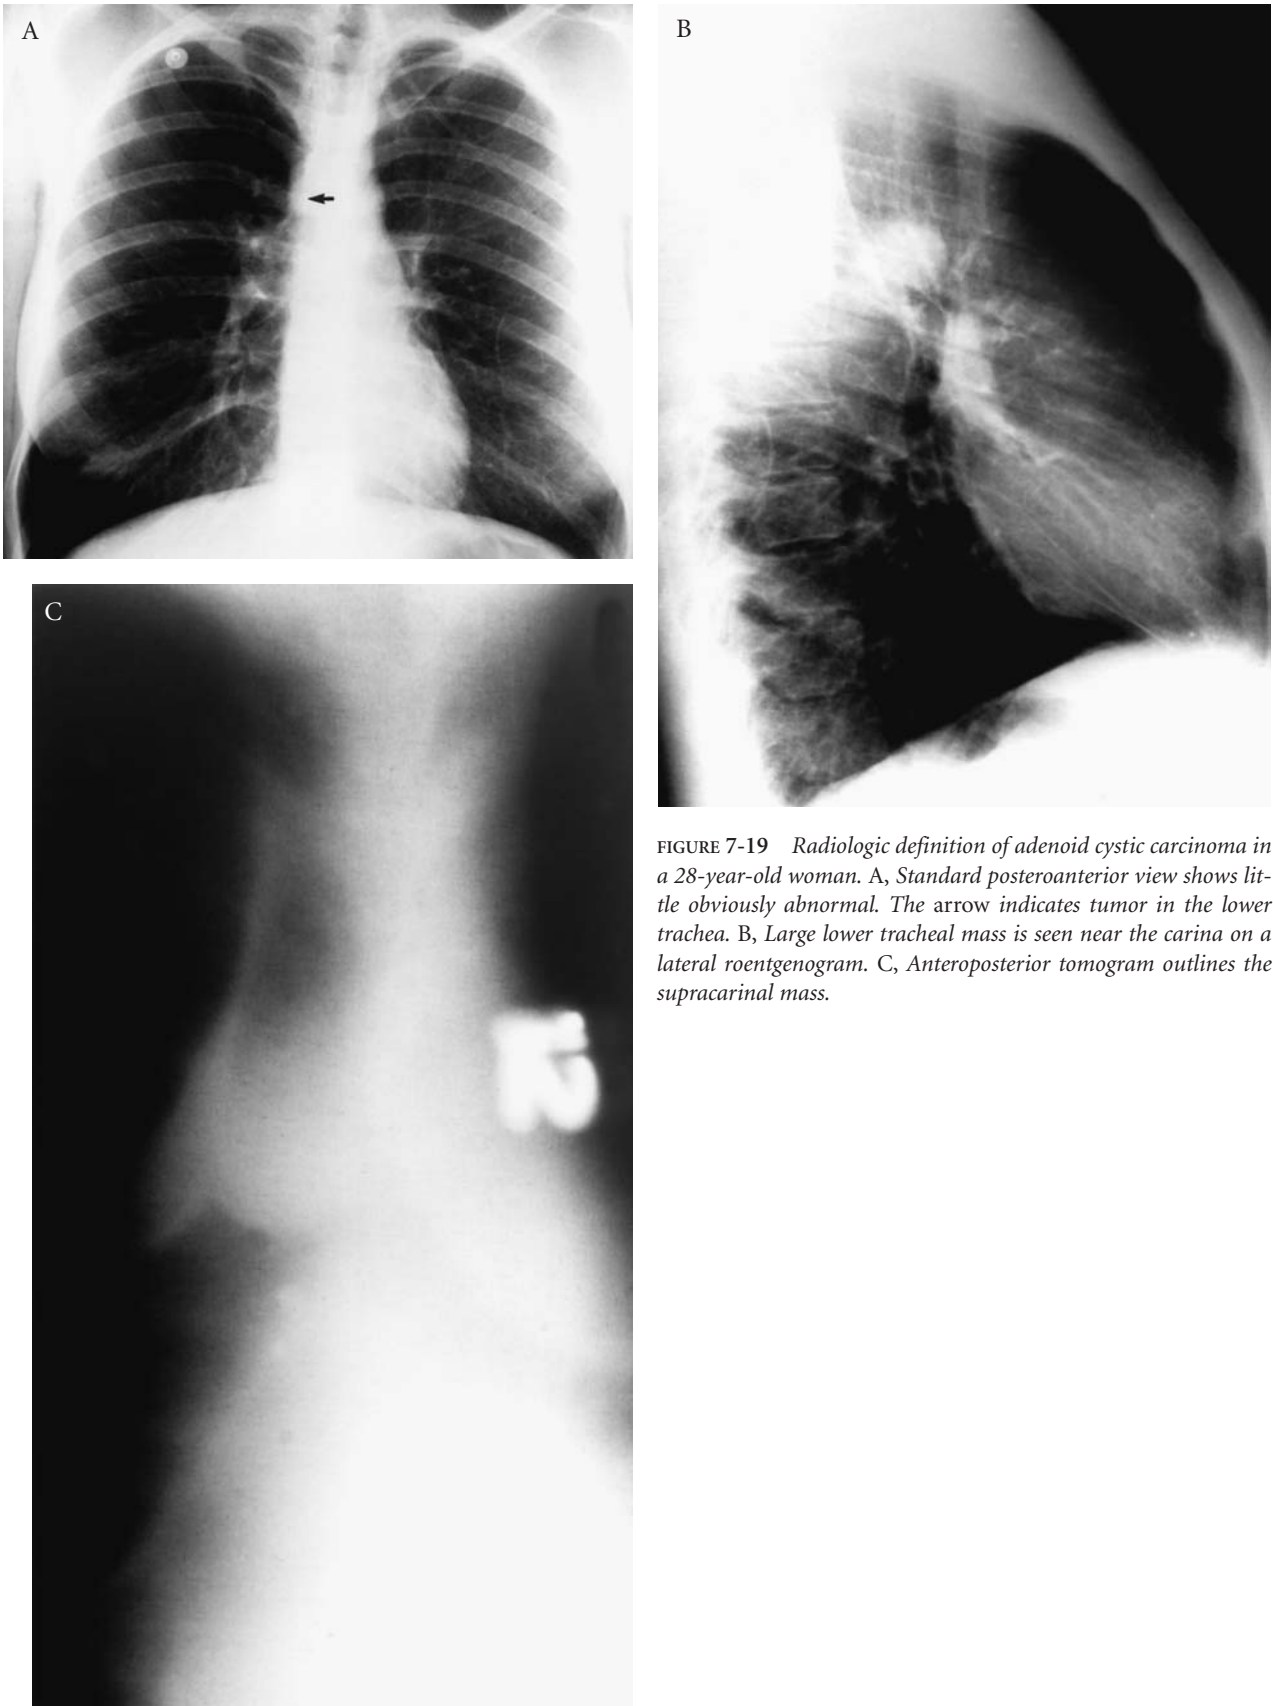 A
B
C
FIGURE 7-19 Radiologic definition of adenoid cystic carcinoma in
a 28-year-old woman. A, Standard posteroanterior view shows lit-
tle obviously abnormal. The arrow indicates tumor in the lower
trachea. B, Large lower tracheal mass is seen near the carina on a
lateral roentgenogram. C, Anteroposterior tomogram outlines the
supracarinal mass.